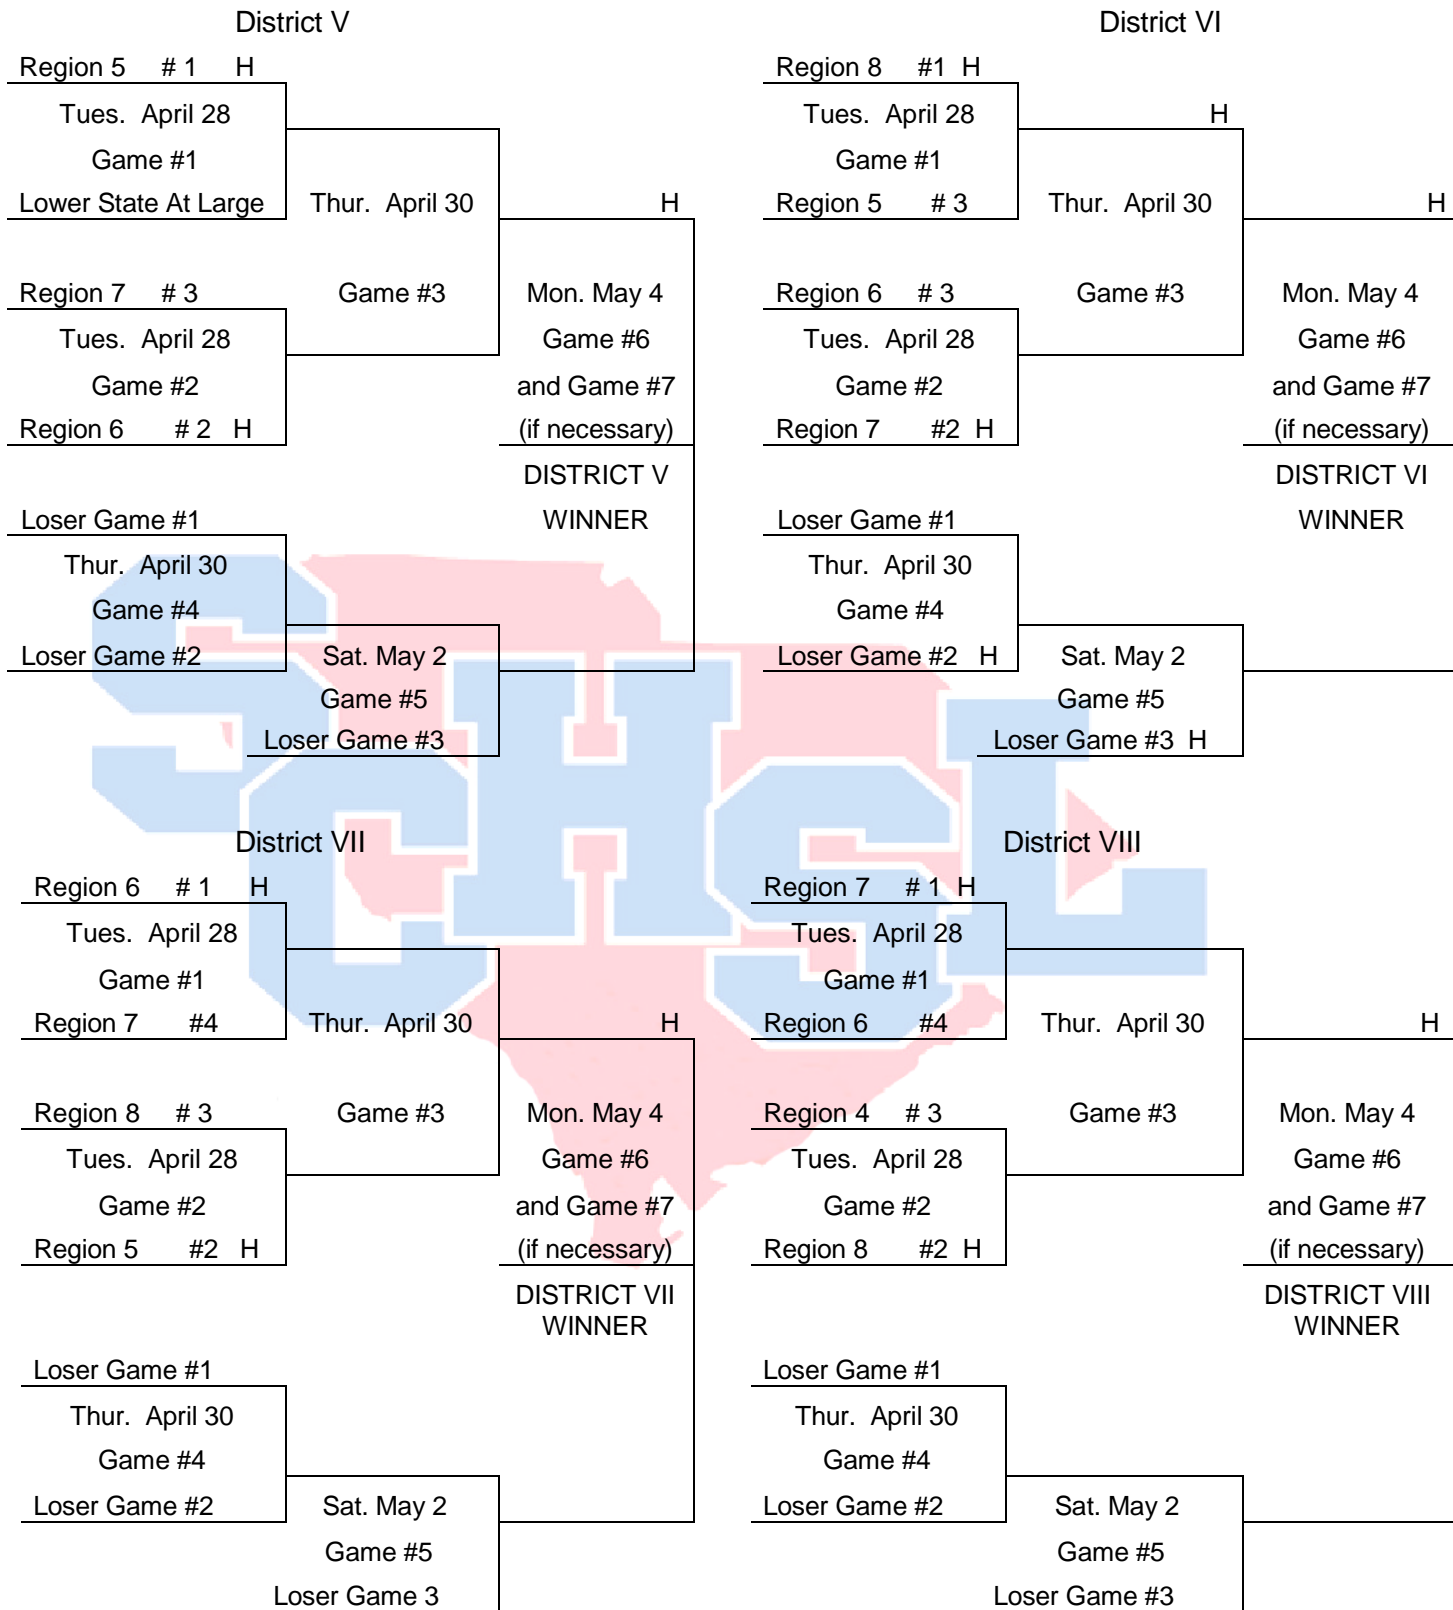 District V
Region 5 # 1 H
Tues. April 28
Game #1
Lower State At Large
Thur. April 30
H
Region 7 # 3
Game #3
Mon. May 4
Tues. April 28
Game #6
Game #2
and Game #7
Region 6 # 2 H
(if necessary)
DISTRICT V
WINNER
Loser Game #1
Thur. April 30
Game #4
Loser Game #2
Sat. May 2
Game #5
Loser Game #3
District VI
Region 8 #1 H
Tues. April 28
H
Game #1
Region 5 # 3
Thur. April 30
H
Region 6 # 3
Game #3
Mon. May 4
Tues. April 28
Game #6
Game #2
and Game #7
Region 7 #2 H
(if necessary)
DISTRICT VI
WINNER
Loser Game #1
Thur. April 30
Game #4
Loser Game #2 H
Sat. May 2
Game #5
Loser Game #3 H
SCHSL
District VII
Region 6 # 1 H
Tues. April 28
Game #1
Region 7 #4
Thur. April 30
H
Region 8 # 3
Game #3
Mon. May 4
Tues. April 28
Game #6
Game #2
and Game #7
Region 5 #2 H
(if necessary)
DISTRICT VII
WINNER
Loser Game #1
Thur. April 30
Game #4
Loser Game #2
Sat. May 2
Game #5
Loser Game 3
District VIII
Region 7 # 1 H
Tues. April 28
Game #1
Region 6 #4
Thur. April 30
H
Region 4 # 3
Game #3
Mon. May 4
Tues. April 28
Game #6
Game #2
and Game #7
Region 8 #2 H
(if necessary)
DISTRICT VIII
WINNER
Loser Game #1
Thur. April 30
Game #4
Loser Game #2
Sat. May 2
Game #5
Loser Game #3